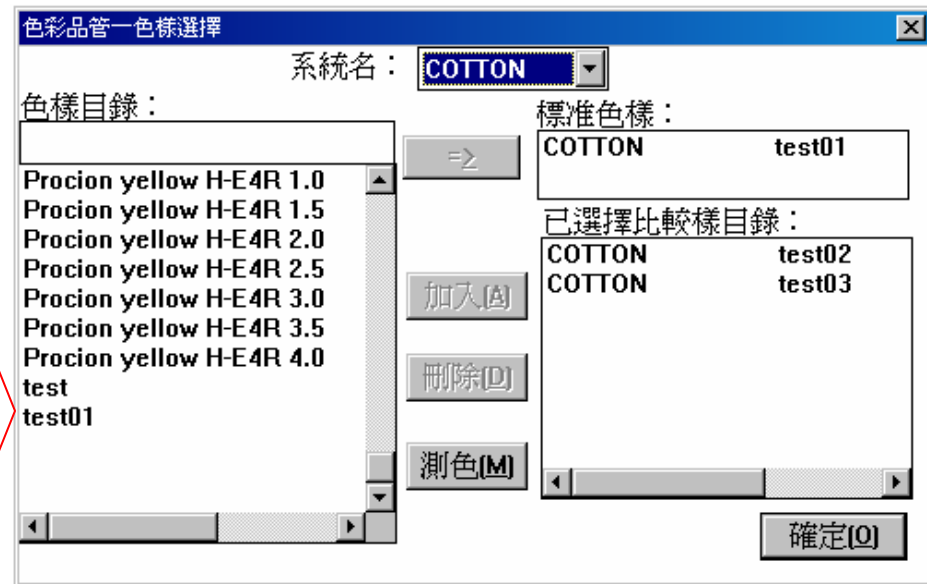 色彩品管一色樣選擇
系統名： COTTON
色樣目錄：
Procion yellow H-E4R 1.0
Procion yellow H-E4R 1.5
Procion yellow H-E4R 2.0
Procion yellow H-E4R 2.5
Procion yellow H-E4R 3.0
Procion yellow H-E4R 3.5
Procion yellow H-E4R 4.0
test
test01
=>
加入(A)
刪除(D)
測色(M)
標准色樣：
COTTON test01
已選擇比較樣目錄：
COTTON test02
COTTON test03
確定(O)